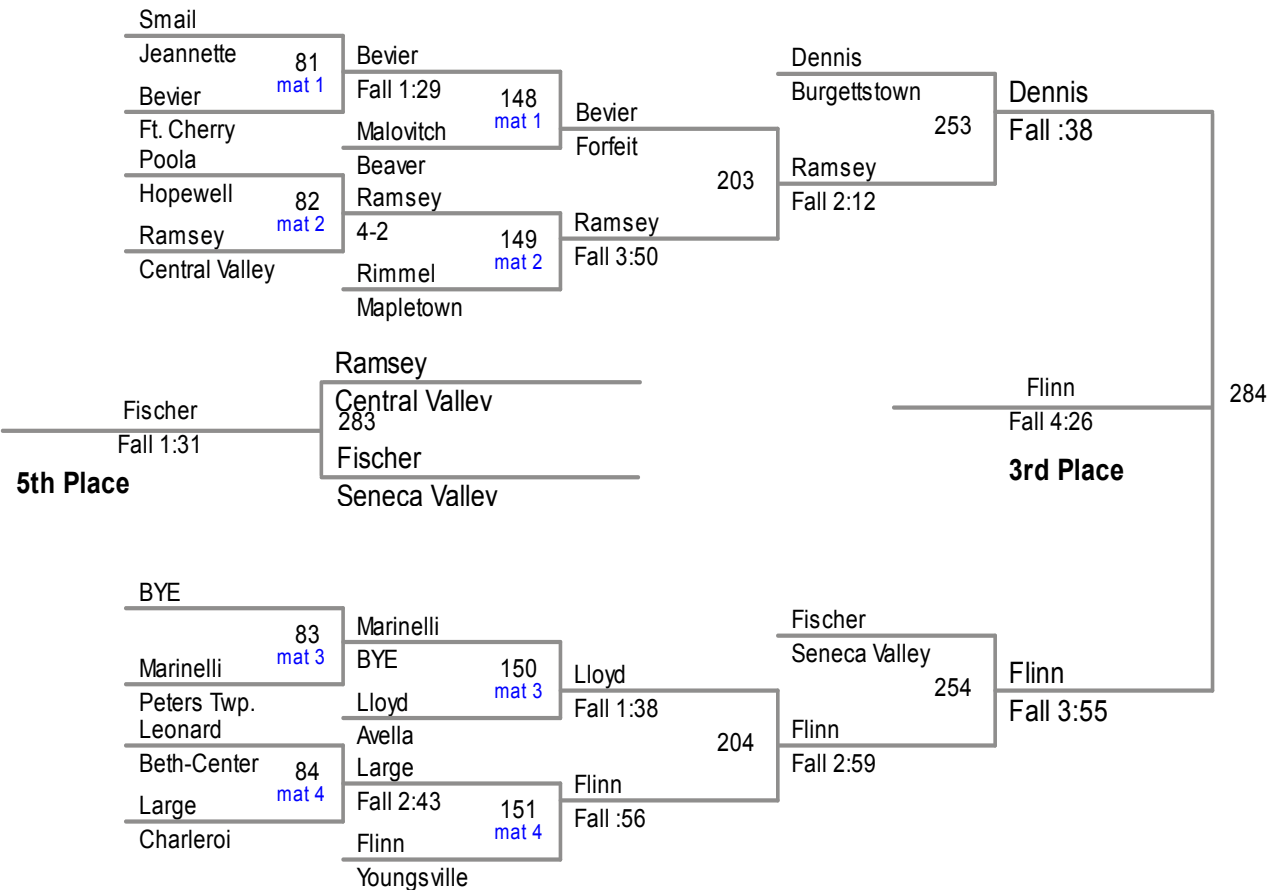 Smail
Jeannette
81
mat 1
Bevier
Ft. Cherry
Poola
Hopewell
82
mat 2
Ramsey
Central Valley
Bevier
Fall 1:29
148
mat 1
Malovitch
Beaver
Ramsey
4-2
149
mat 2
Rimmel
Mapletown
Bevier
Forfeit
203
Ramsey
Fall 3:50
Dennis
Burgettstown
253
Ramsey
Fall 2:12
Dennis
Fall :38
Ramsey
Central Valley
283
Fischer
Seneca Valley
Fischer
Fall 1:31
5th Place
Flinn
Fall 4:26
3rd Place
284
BYE
83
mat 3
Marinelli
Peters Twp.
Leonard
Beth-Center
84
mat 4
Large
Charleroi
Marinelli
BYE
150
mat 3
Lloyd
Avella
Large
Fall 2:43
151
mat 4
Flinn
Youngsville
Lloyd
Fall 1:38
204
Flinn
Fall :56
Fischer
Seneca Valley
254
Flinn
Fall 2:59
Flinn
Fall 3:55